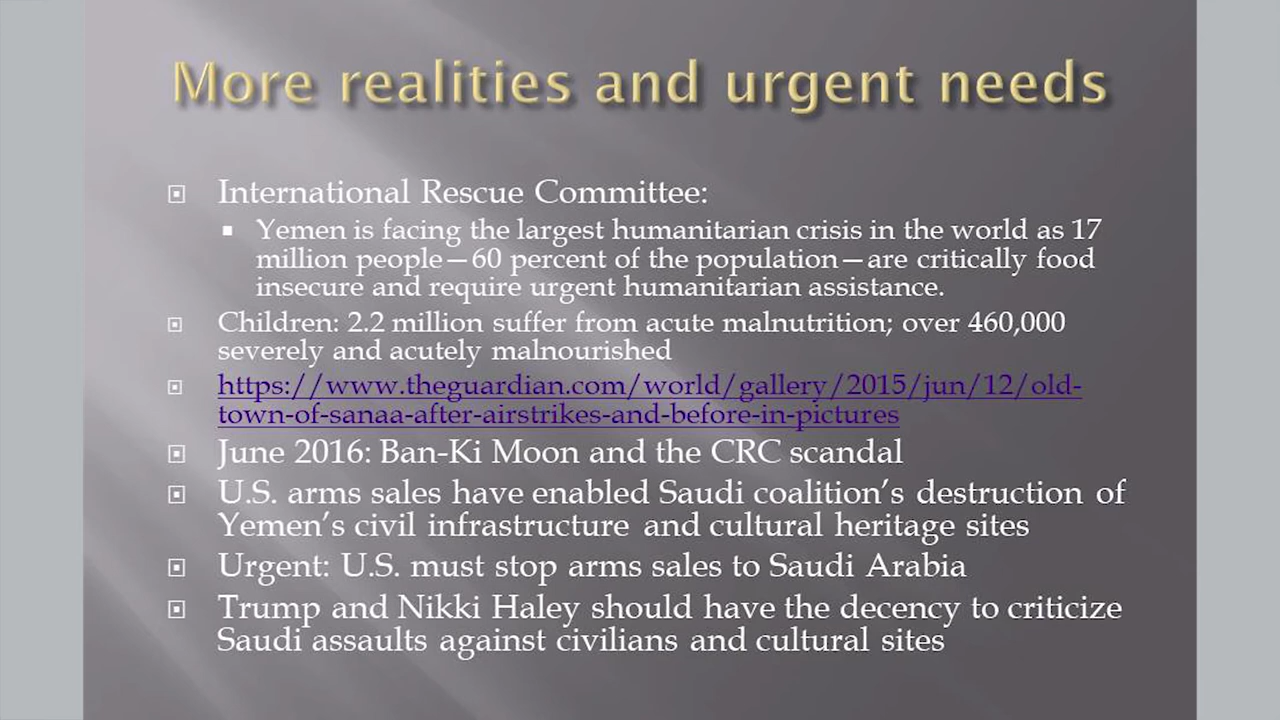 More realities and urgent needs
International Rescue Committee:
Yemen is facing the largest humanitarian crisis in the world as 17
million people—60 percent of the population—are critically food
insecure and require urgent humanitarian assistance.
Children: 2.2 million suffer from acute malnutrition; over 460,000
severely and acutely malnourished
https://www.theguardian.com/world/gallery/2015/jun/12/old-
town-of-sanaa-after-airstrikes-and-before-in-pictures
June 2016: Ban-Ki Moon and the CRC scandal
U.S. arms sales have enabled Saudi coalition’s destruction of
Yemen’s civil infrastructure and cultural heritage sites
Urgent: U.S. must stop arms sales to Saudi Arabia
Trump and Nikki Haley should have the decency to criticize
Saudi assaults against civilians and cultural sites